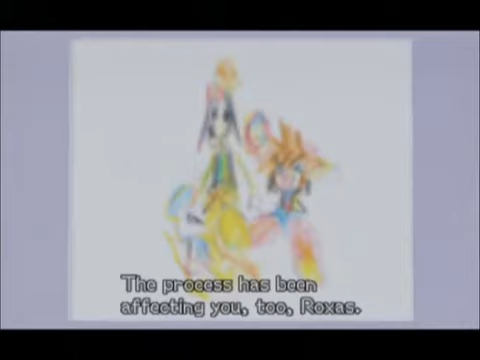 The process has been
affecting you, too, Roxas.